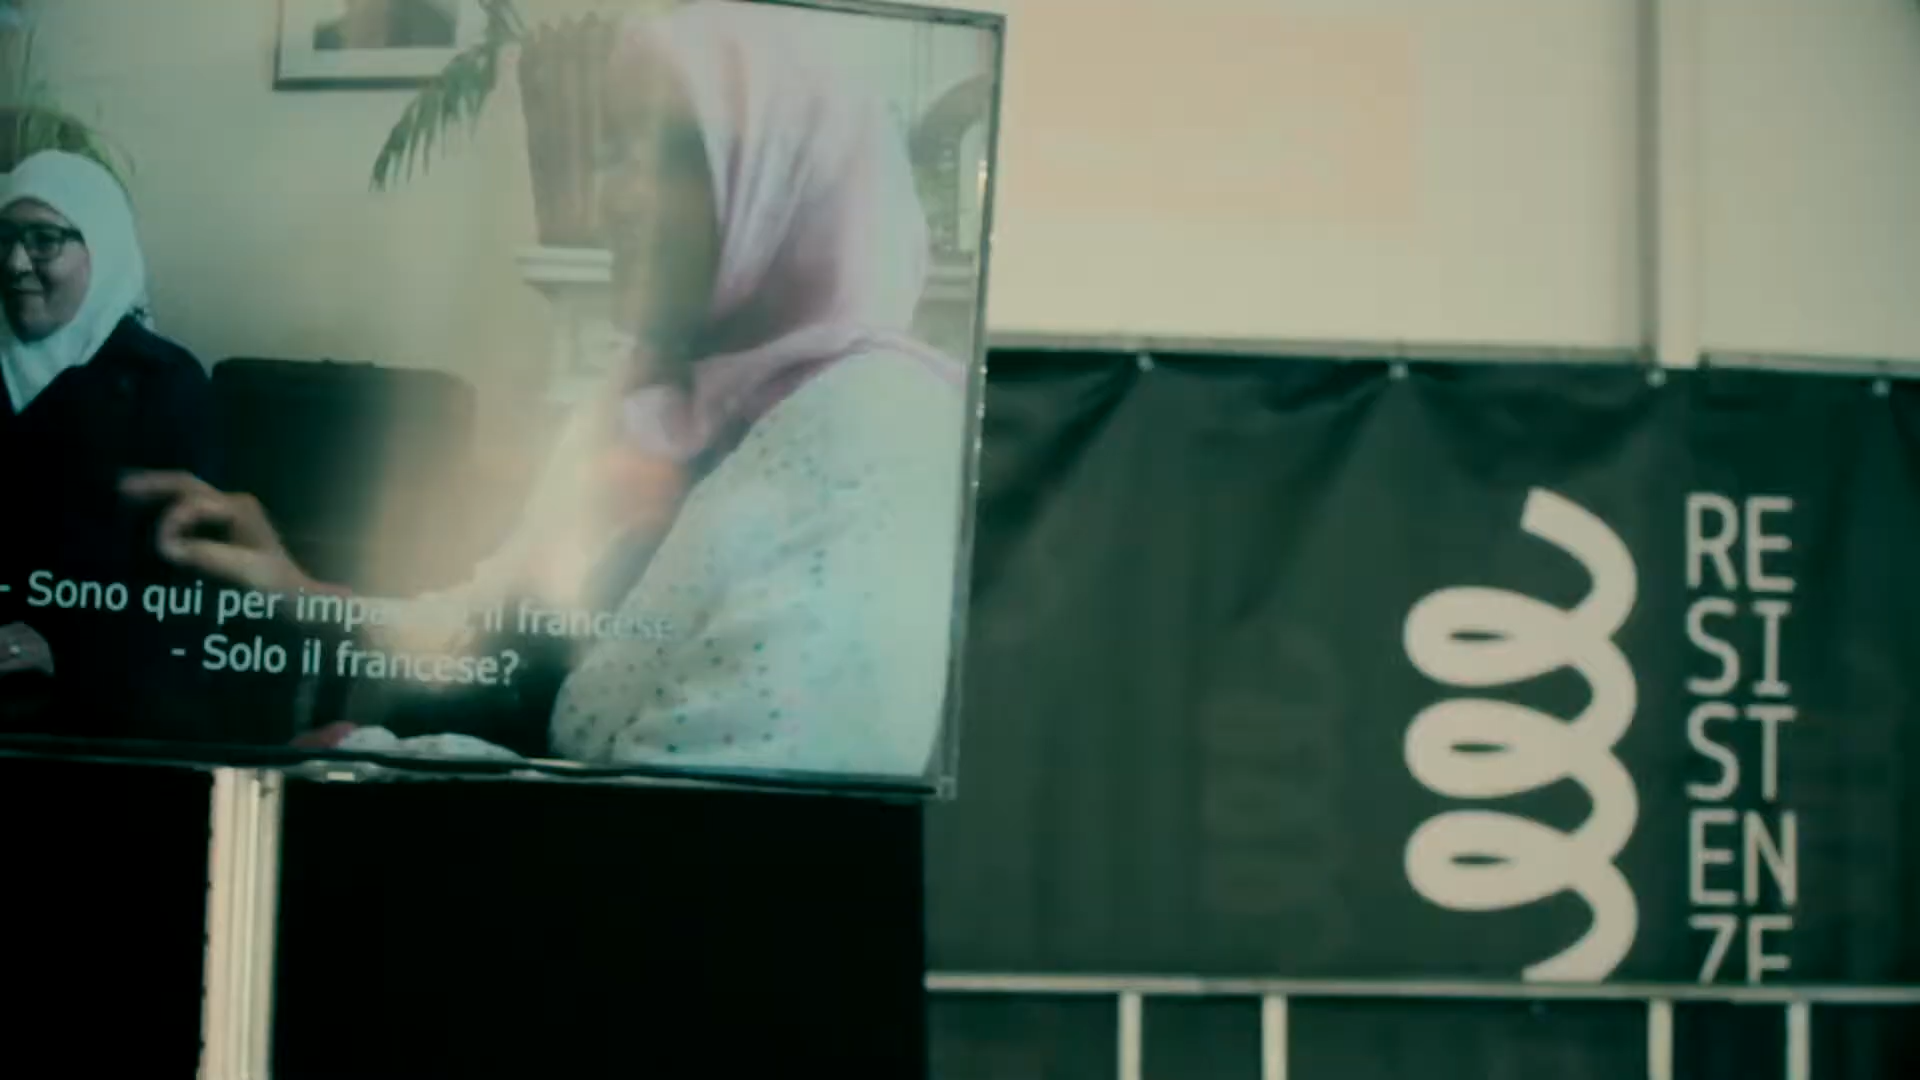 - Sono qui per il francese
- Solo il francese?
RE
SI
ST
EN
ZE